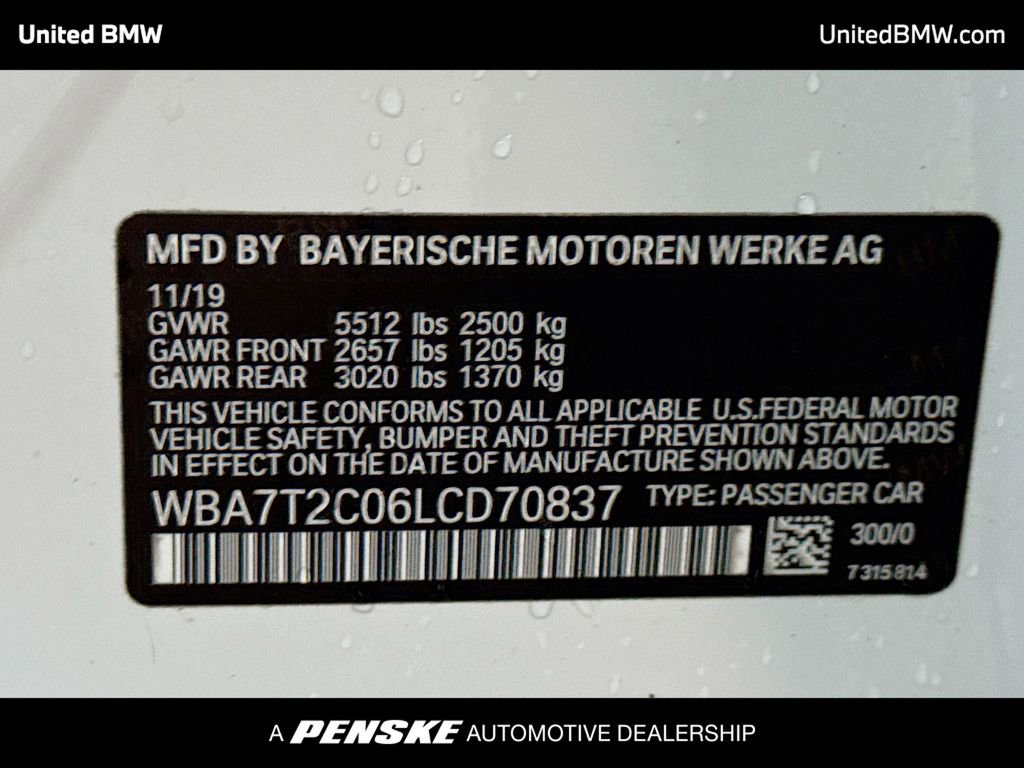 United BMW
UnitedBMW.com
MFD BY BAYERISCHE MOTOREN WERKE AG
11/19
GVWR 5512 lbs 2500 kg
GAWR FRONT 2657 lbs 1205 kg
GAWR REAR 3020 lbs 1370 kg
THIS VEHICLE CONFORMS TO ALL APPLICABLE U.S.FEDERAL MOTOR
VEHICLE SAFETY, BUMPER AND THEFT PREVENTION STANDARDS
IN EFFECT ON THE DATE OF MANUFACTURE SHOWN ABOVE.
WBA7T2C06LCD70837 TYPE: PASSENGER CAR
300/0
7315814
A PENSKE AUTOMOTIVE DEALERSHIP